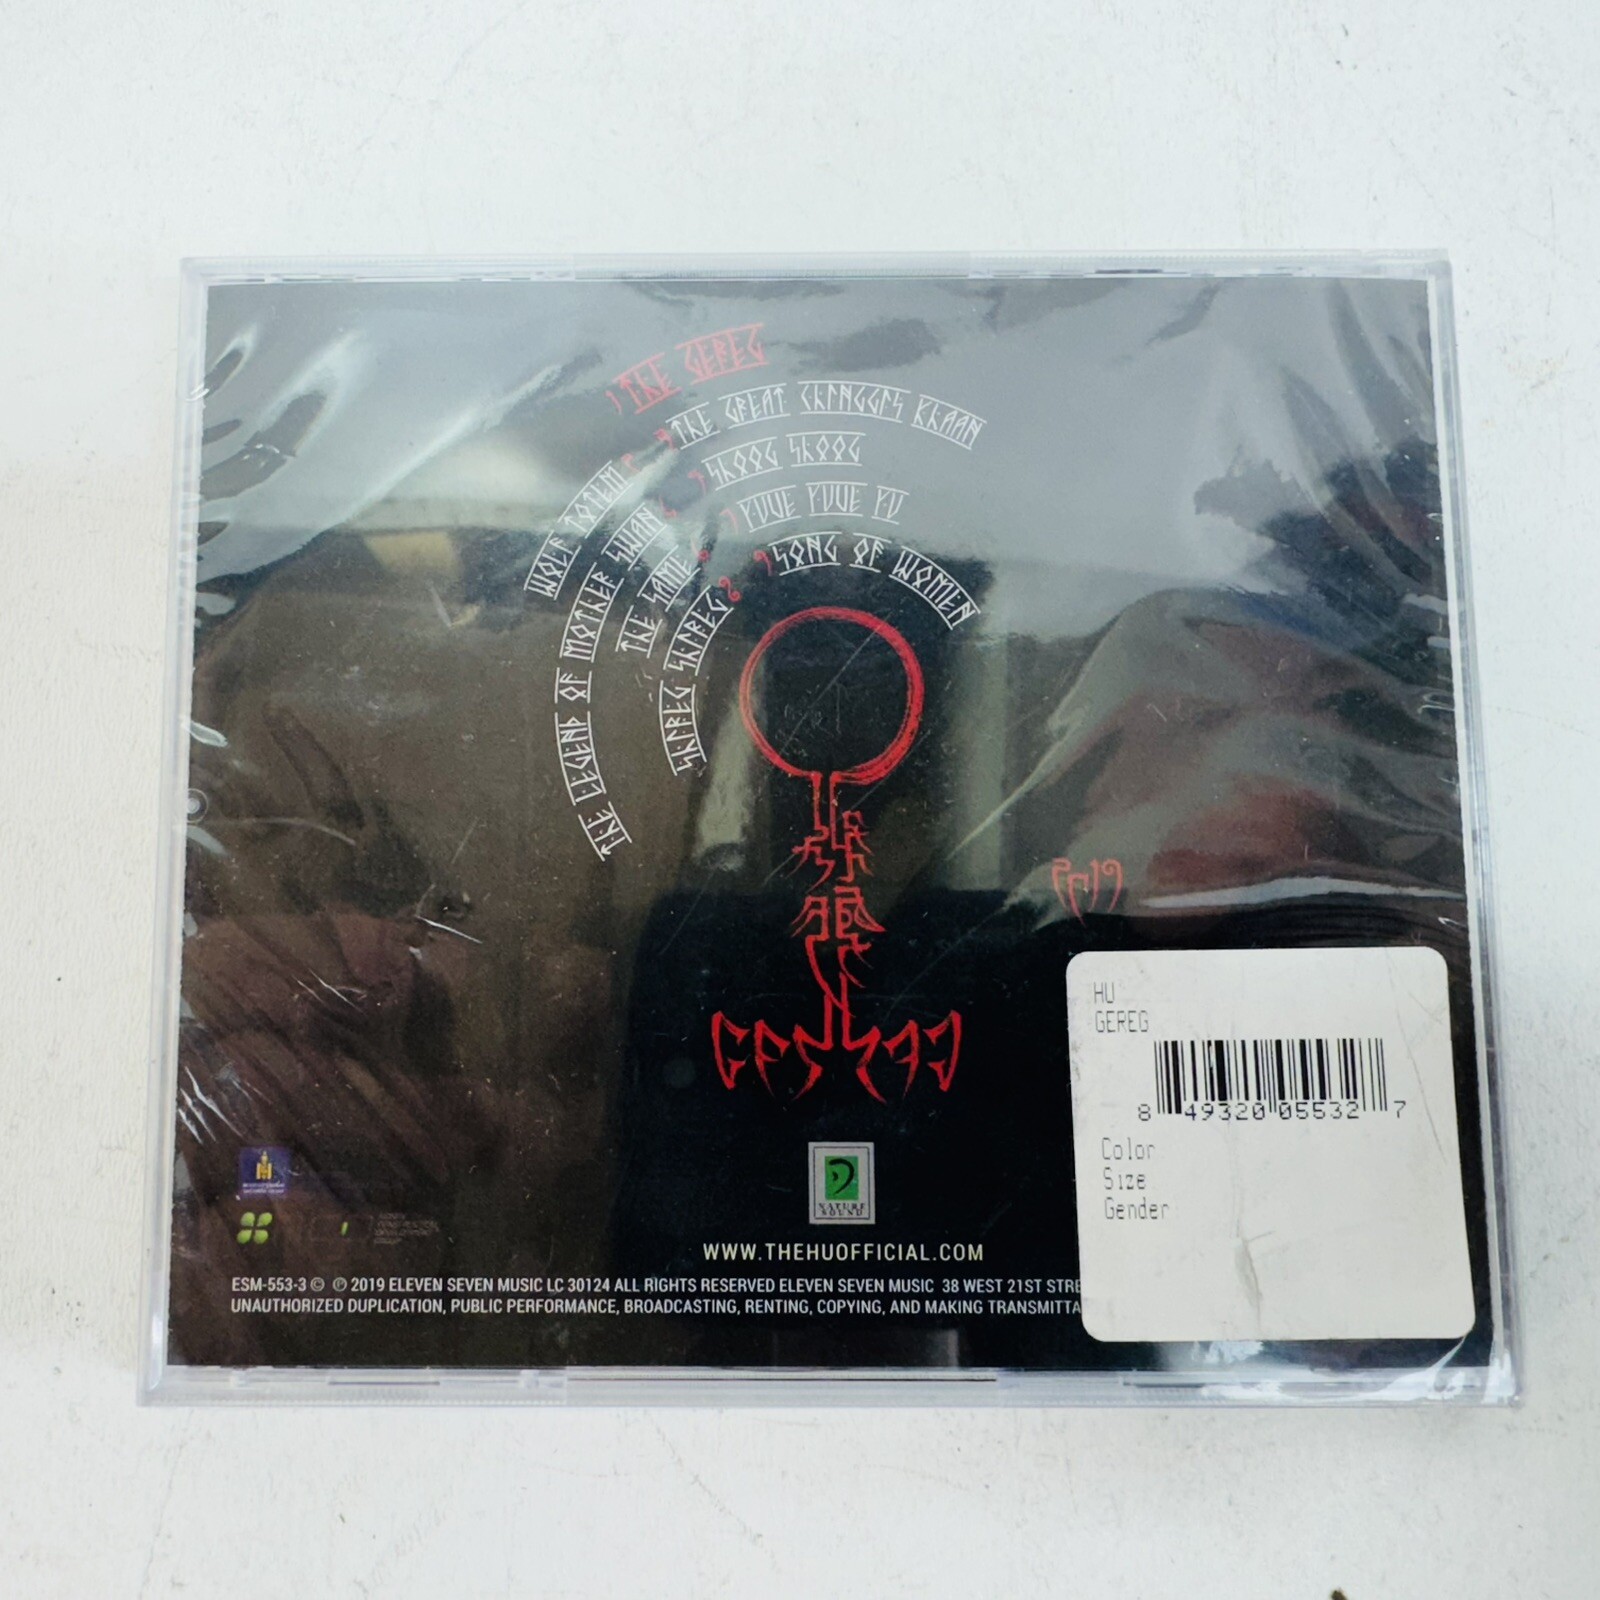 THE GEREG
WOLF TOTEM
THE GREAT CHINGGIS KHAAN
THE LEGEND OF MOTHER SWAN
SHOOG SHOOG
THE SAME
YUVE YUVE YU
SHIREG SHIREG
SONG OF WOMEN
NATURE
SOUND
WWW.THEHUOFFICIAL.COM
ESM-553-3 © ℗ 2019 ELEVEN SEVEN MUSIC LC 30124 ALL RIGHTS RESERVED ELEVEN SEVEN MUSIC 38 WEST 21ST STRE
UNAUTHORIZED DUPLICATION, PUBLIC PERFORMANCE, BROADCASTING, RENTING, COPYING, AND MAKING TRANSMITTA
HU
GEREG
8 49320 05532 7
Color
Size
Gender